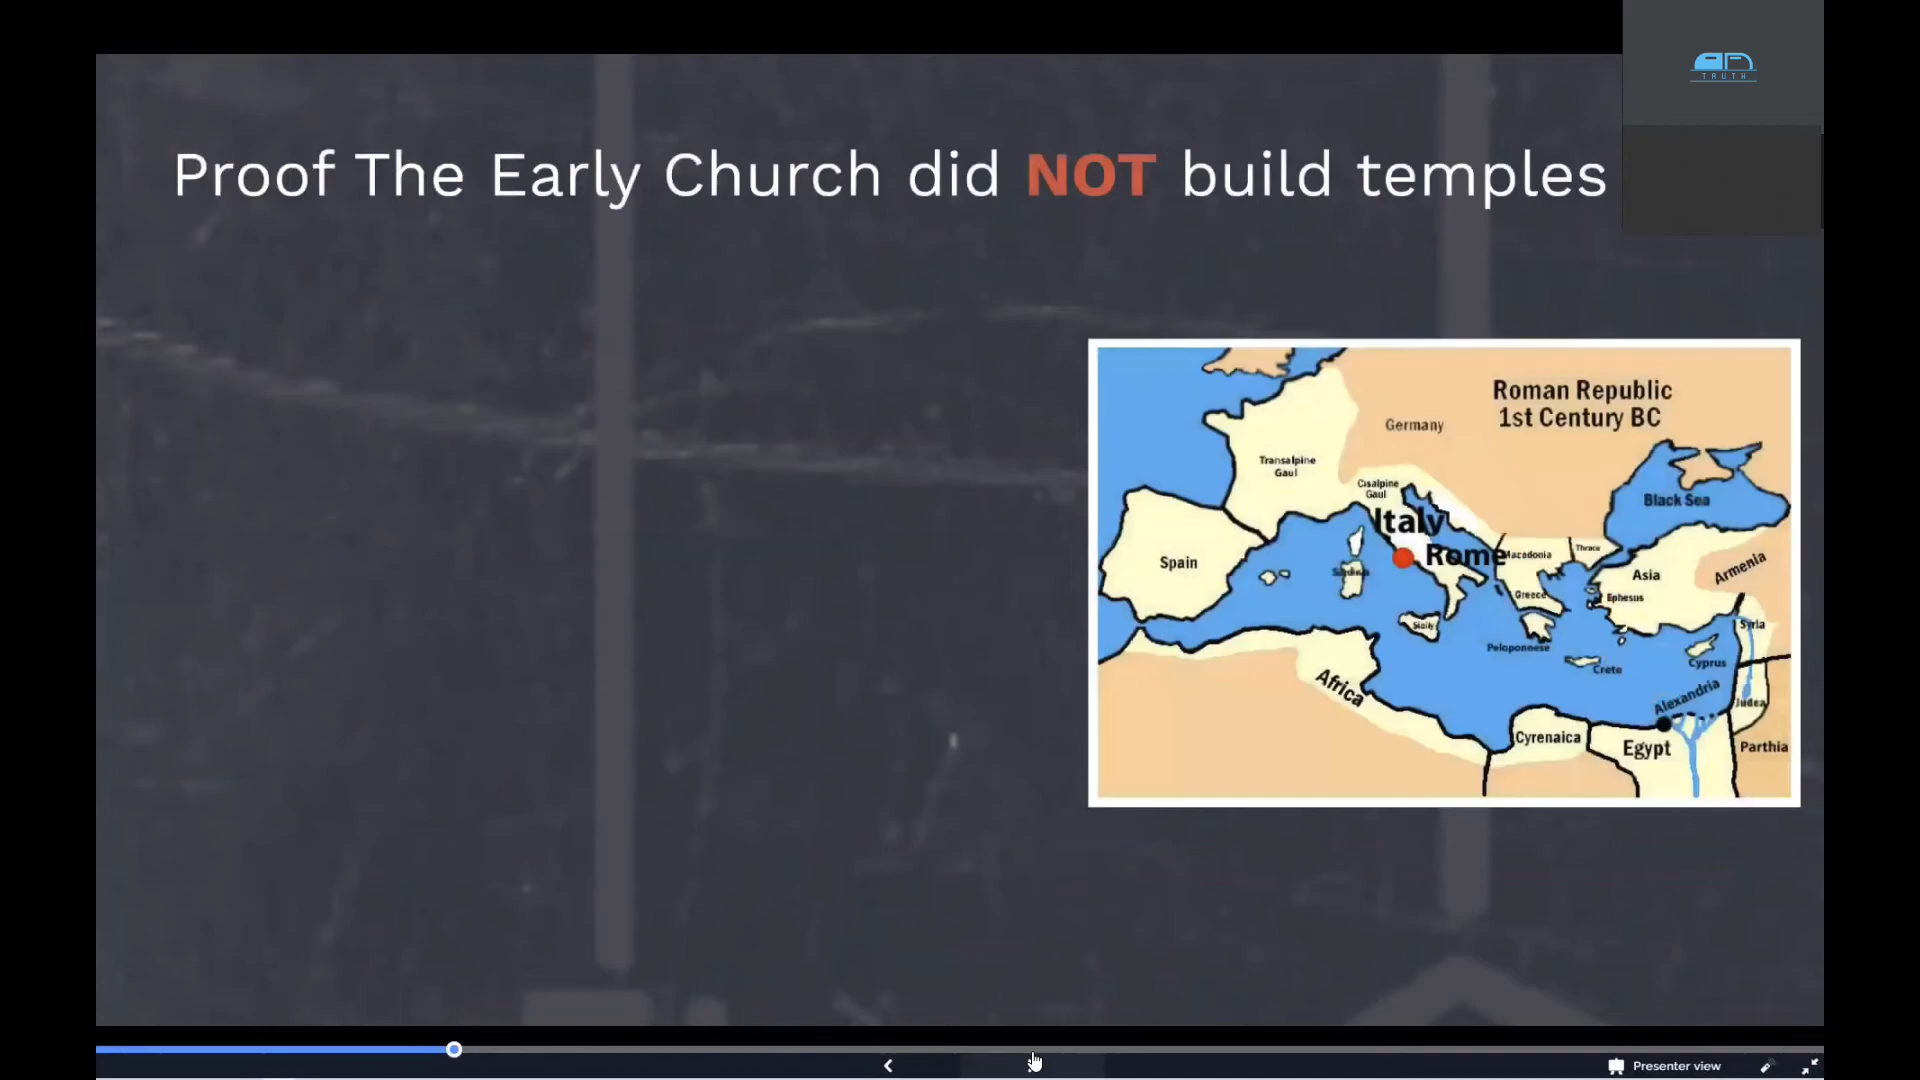 TRUTH
Proof The Early Church did NOT build temples
Roman Republic
1st Century BC
Germany
Transalpine
Gaul
Cisalpine
Gaul
Black Sea
Italy
Rome
Macedonia
Thrace
Spain
Sardinia
Asia
Armenia
Greece
Ephesus
Sicily
Syria
Peloponnese
Crete
Cyprus
Africa
Alexandria
Judea
Cyrenaica
Egypt
Parthia
Presenter view